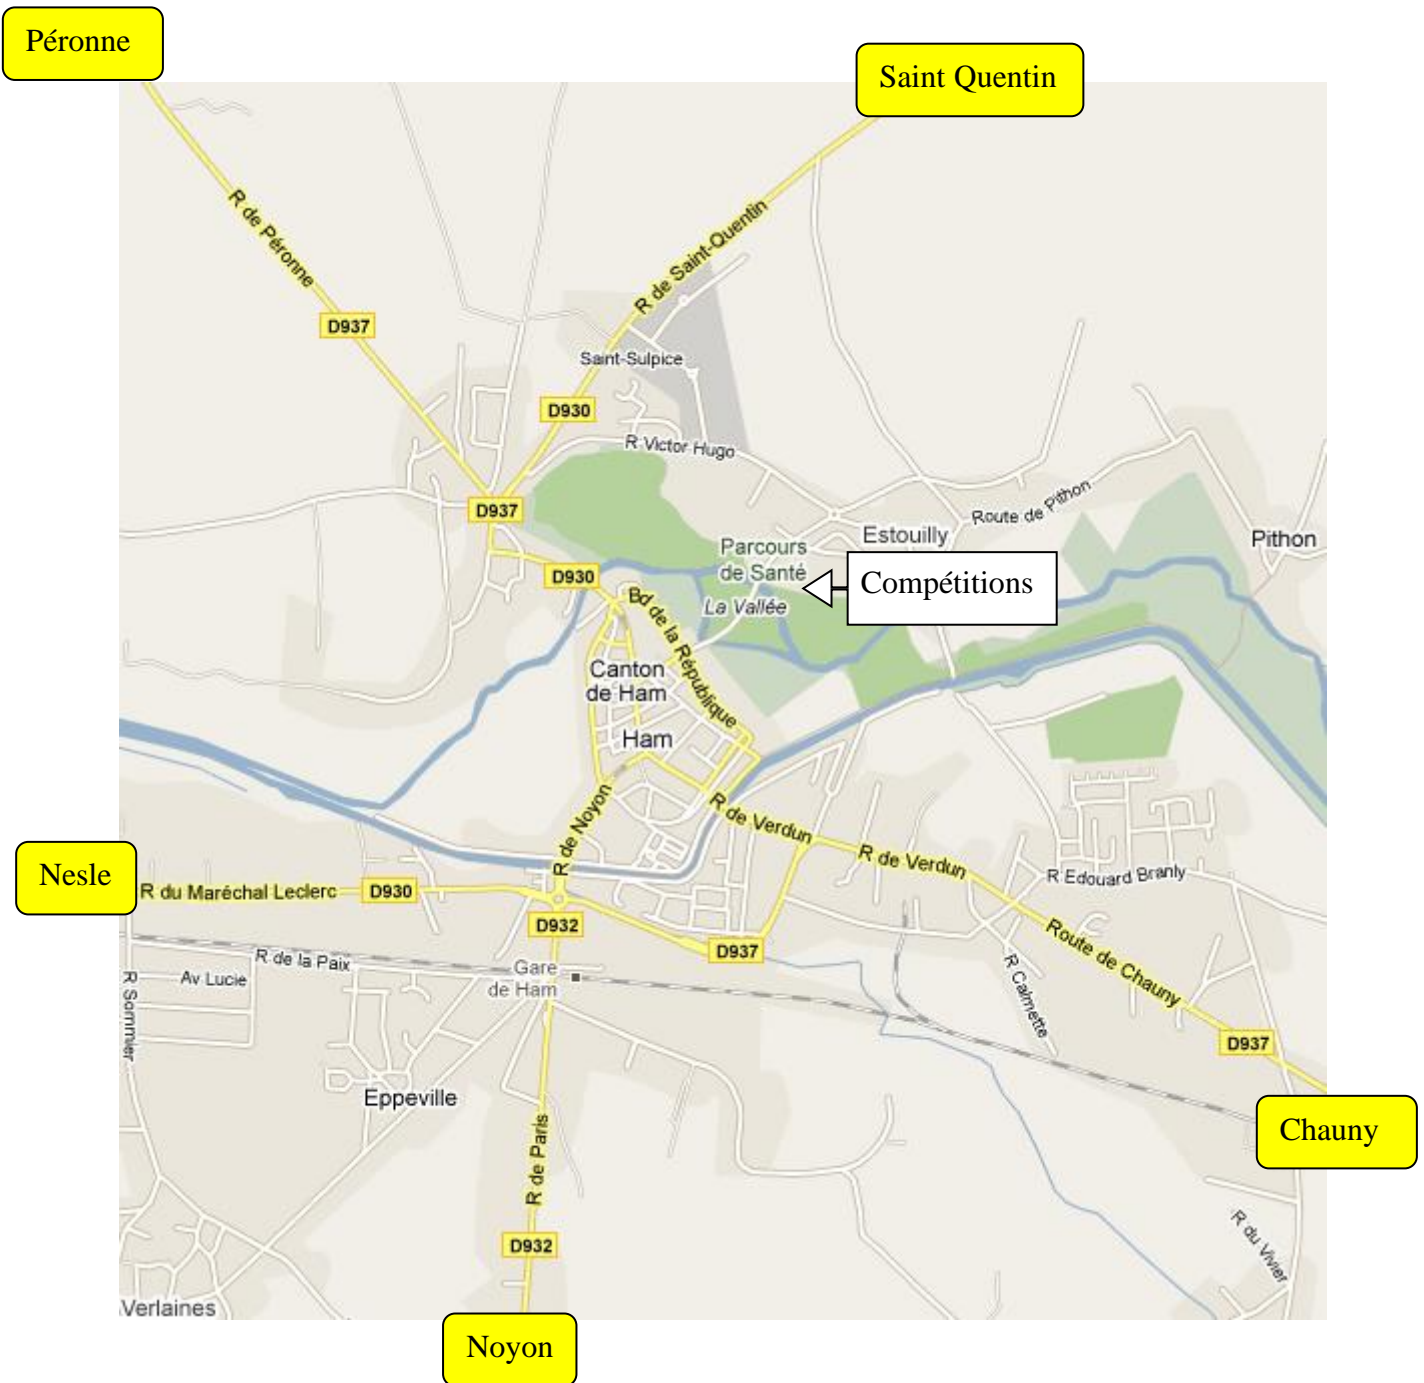 Péronne
Saint Quentin
R de Péronne
R de Saint-Quentin
D937
Saint-Sulpice
D930
R Victor Hugo
D937
Route de Pithon
Estouilly
Pithon
Parcours
de Santé
D930
Compétitions
La Vallée
Bd de la République
Canton
de Ham
Ham
R de Noyon
R de Verdun
R de Verdun
Nesle
R du Maréchal Leclerc
D930
R Edouard Branly
D932
D937
Route de Chauny
R de la Paix
Gare
de Ham
Av Lucie
R Sommier
R Calmette
D937
Eppeville
Chauny
R de Paris
R du Vivier
D932
Verlaines
Noyon